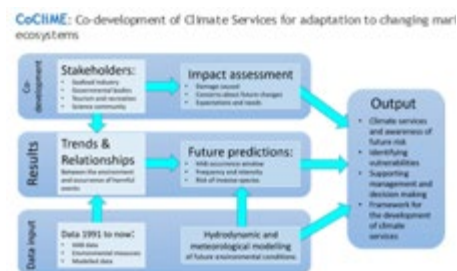 CoCliME: Co-development of Climate Services for adaptation to changing mari
ecosystems
Co-
development
Stakeholders:
Seafood industry
Governmental bodies
Tourism and recreation
Science community
Impact assessment
Damage caused
Concerns about future changes
Expectations and needs
Results
Trends &
Relationships
Between the environment
and occurrence of harmful
events
Future predictions:
HAB occurrence window
Frequency and intensity
Risk of invasive species
Data input
Data 1991 to now:
HAB data
Environmental measures
Modelled data
Hydrodynamic and
meteorological modelling
of future environmental conditions
Output
Climate services
and awareness of
future risk
Identifying
vulnerabilities
Supporting
management and
decision making
Framework for
the development
of climate
services